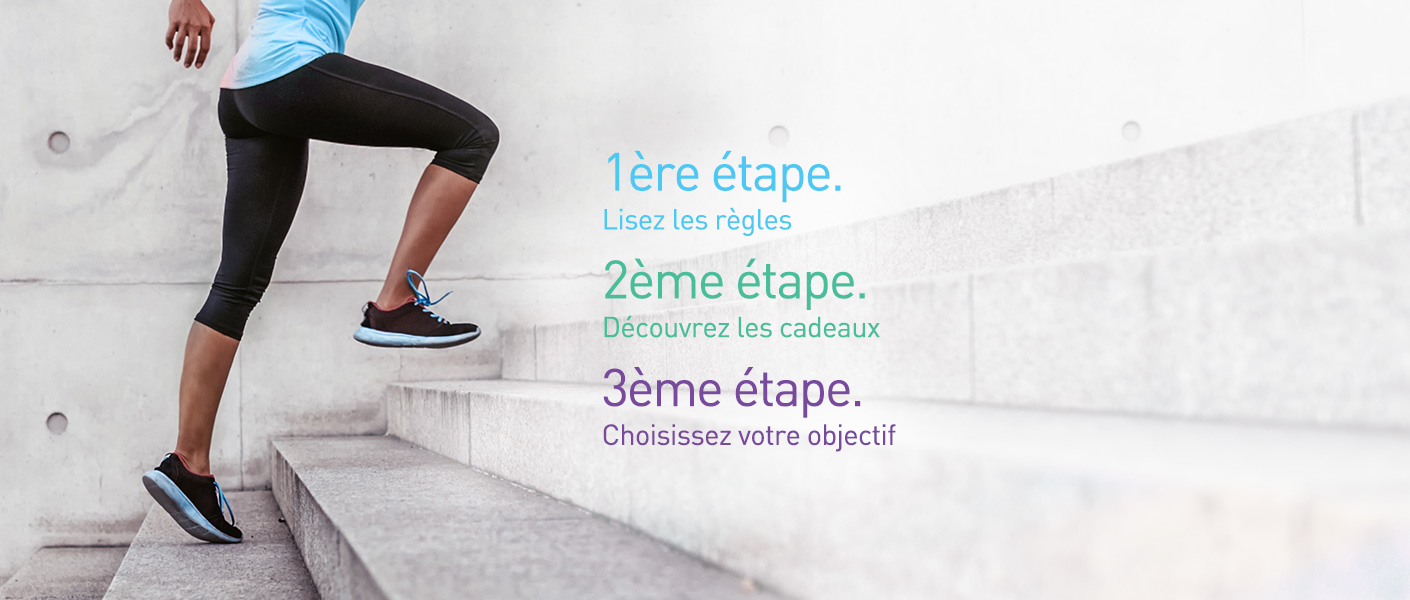 1ère étape.
Lisez les règles
2ème étape.
Découvrez les cadeaux
3ème étape.
Choisissez votre objectif